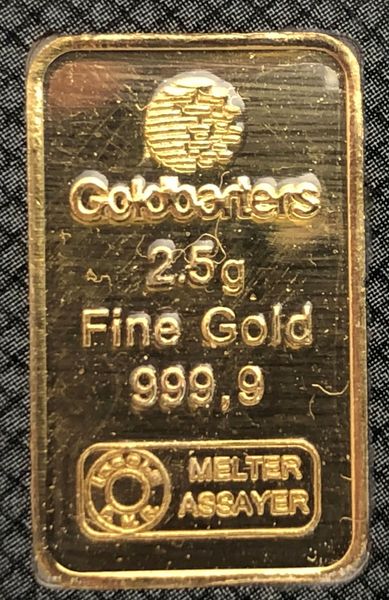 Goldbarters
2.5g
Fine Gold
999,9
MELTER
ASSAYER